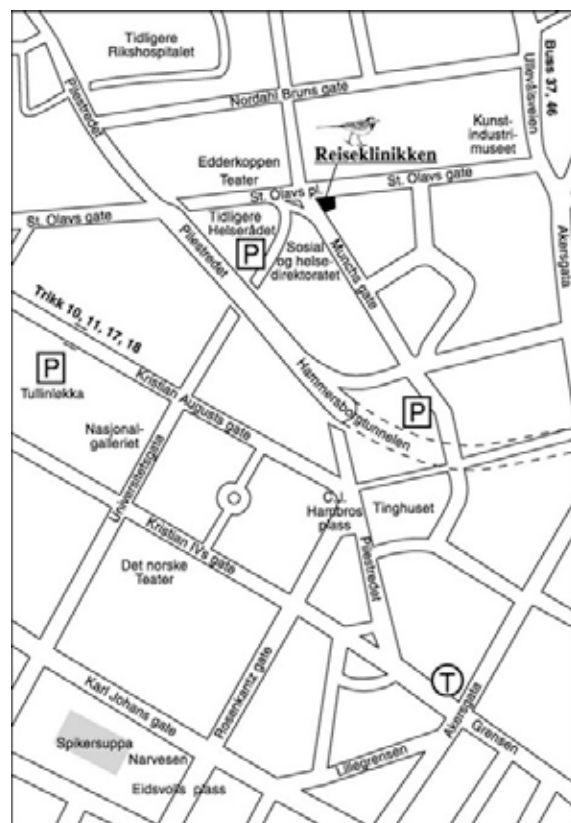 Tidligere
Rikshospitalet
Pilestredet
Nordahl Bruns gate
Ullevålsveien
Buss 37, 46
Kunst-
industri-
museet
Edderkoppen
Teater
Reiseklinikken
St. Olavs pl.
St. Olavs gate
St. Olavs gate
Tidligere
Helserådet
P
Pilestredet
Sosial
og helse-
direktoratet
Munchs gate
Akersgata
Trikk 10, 11, 17, 18
P
Tullinløkka
Kristian Augusts gate
Hammersborgtunnelen
P
Nasjonal-
galleriet
Universitetsgata
C.J.
Hambros
plass
Tinghuset
Kristian IVs gate
Pilestredet
Det norske
Teater
Rosenkantz gate
T
Akersgata
Grensen
Karl Johans gate
Lillegrensen
Spikersuppa
Narvesen
Eidsvolls plass